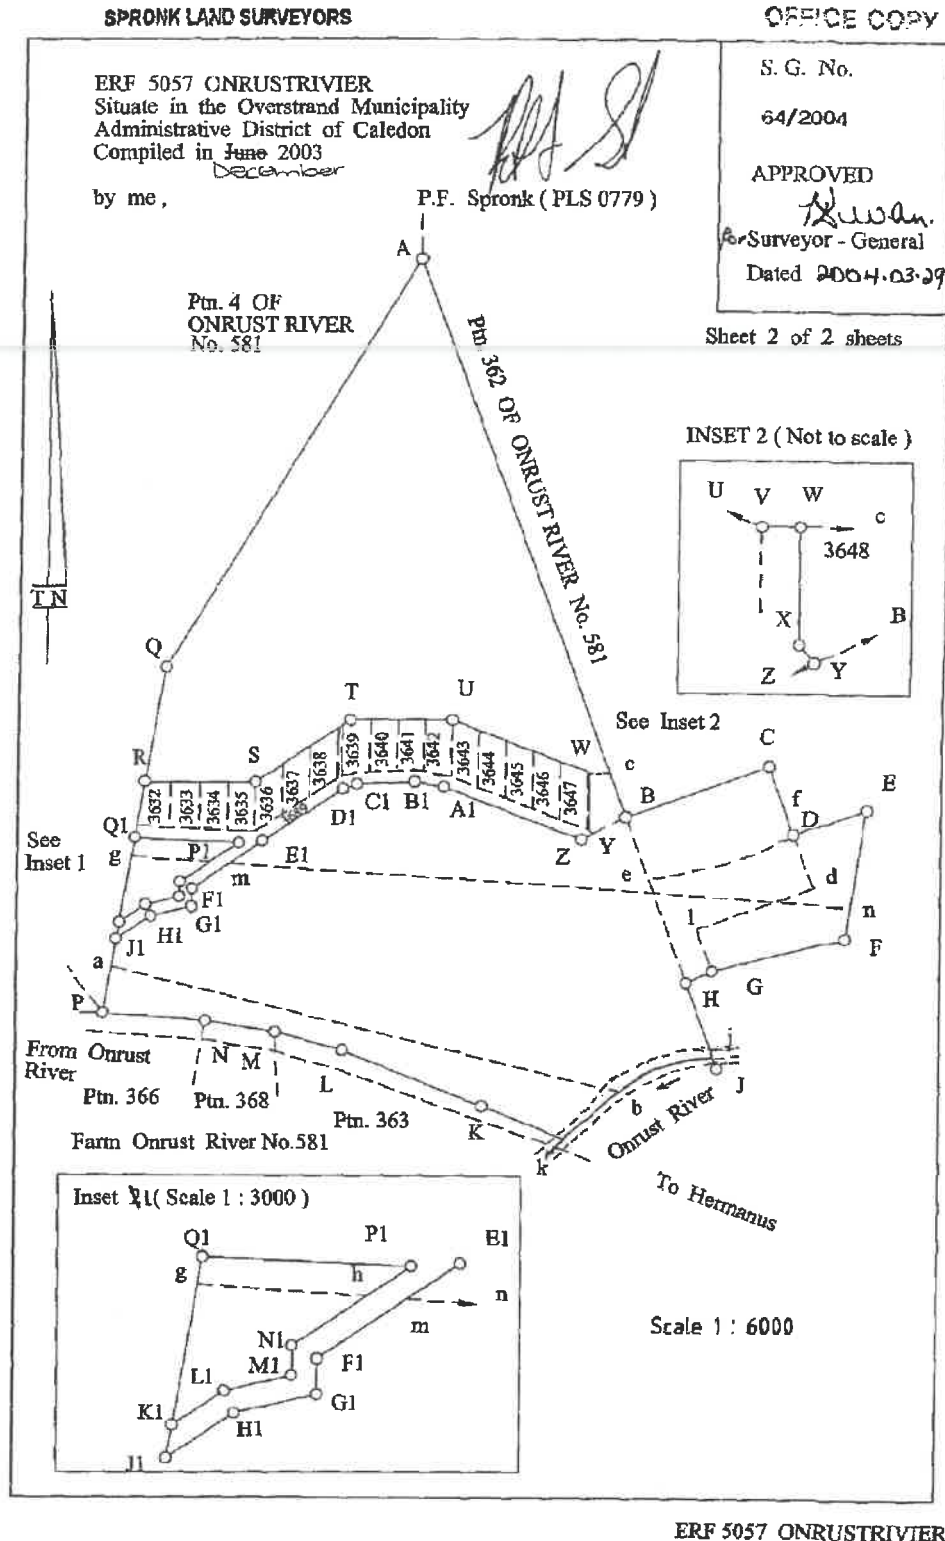 SPRONK LAND SURVEYORS
OFFICE COPY
ERF 5057 ONRUSTRIVIER
Situate in the Overstrand Municipality
Administrative District of Caledon
Compiled in June 2003
December
by me,
P.F. Spronk ( PLS 0779 )
S. G. No.
64/2004
APPROVED
for Surveyor - General
Dated 2004.03.29
Sheet 2 of 2 sheets
A
Ptn. 4 OF
ONRUST RIVER
No. 581
Ptn. 362 OF ONRUST RIVER No. 581
T N
INSET 2 ( Not to scale )
U V W c
3648
X B
Z Y
Q
T U
See Inset 2
R S W c C
3632 3633 3634 3635 3636 3637 3638 3639 3640 3641 3642 3643 3644 3645 3646 3647
B f E
D
D1 C1 B1 A1
Q1
See
Inset 1
g P1 E1 Z Y
m e d
F1 l n
J1 H1 G1
a F
P H G
From Onrust
River
N M L
j
J
Ptn. 366 Ptn. 368 Ptn. 363
K b
Onrust River
Farm Onrust River No.581
k
To Hermanus
Inset 1 ( Scale 1 : 3000 )
Q1 P1 E1
g h n
m
N1
M1 F1
L1
G1
K1 H1
J1
Scale 1 : 6000
ERF 5057 ONRUSTRIVIER